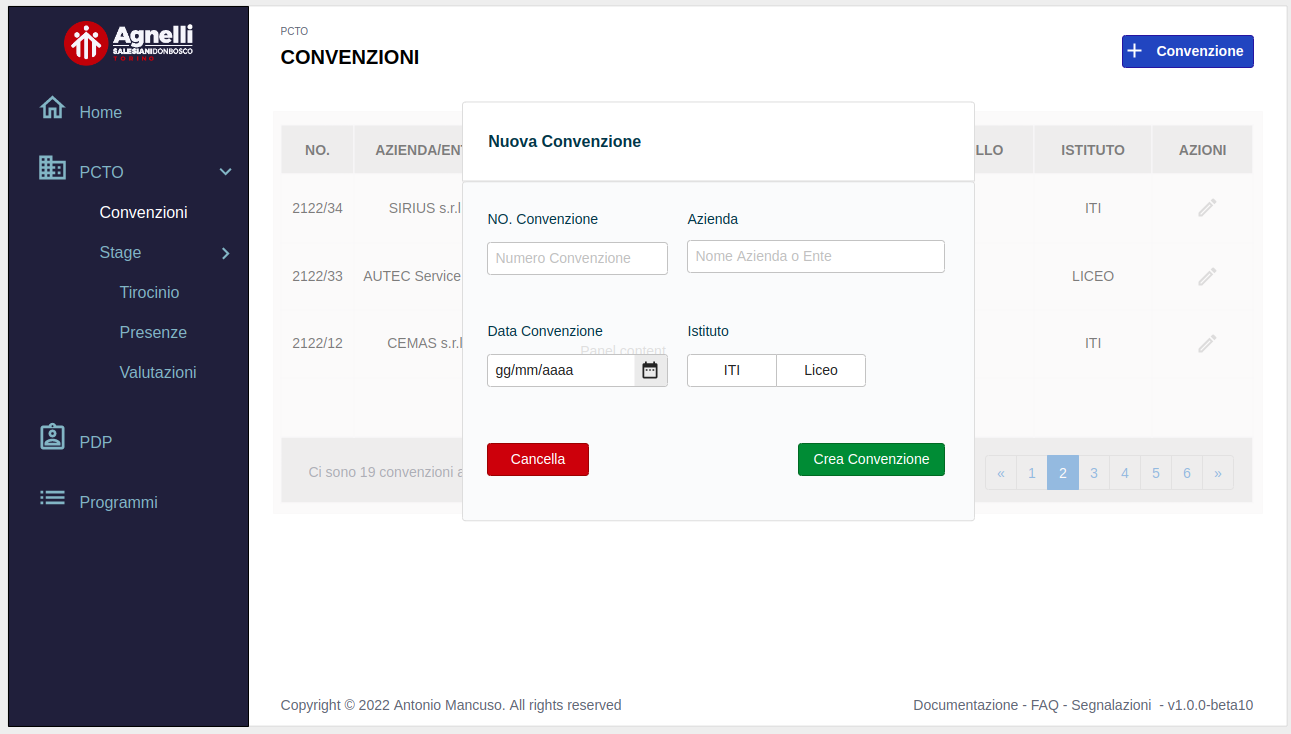 Agnelli
SALESIANIDONBOSCO
TORINO
Home
PCTO
Convenzioni
Stage
Tirocinio
Presenze
Valutazioni
PDP
Programmi
PCTO
CONVENZIONI
+ Convenzione
NO. AZIENDA/ENT LLO ISTITUTO AZIONI
2122/34 SIRIUS s.r.l ITI
2122/33 AUTEC Service LICEO
2122/12 CEMAS s.r.l ITI
Ci sono 19 convenzioni a
« 1 2 3 4 5 6 »
Nuova Convenzione
NO. Convenzione Azienda
Numero Convenzione Nome Azienda o Ente
Data Convenzione Istituto
Panel content
gg/mm/aaaa ITI Liceo
Cancella Crea Convenzione
Copyright © 2022 Antonio Mancuso. All rights reserved
Documentazione - FAQ - Segnalazioni - v1.0.0-beta10